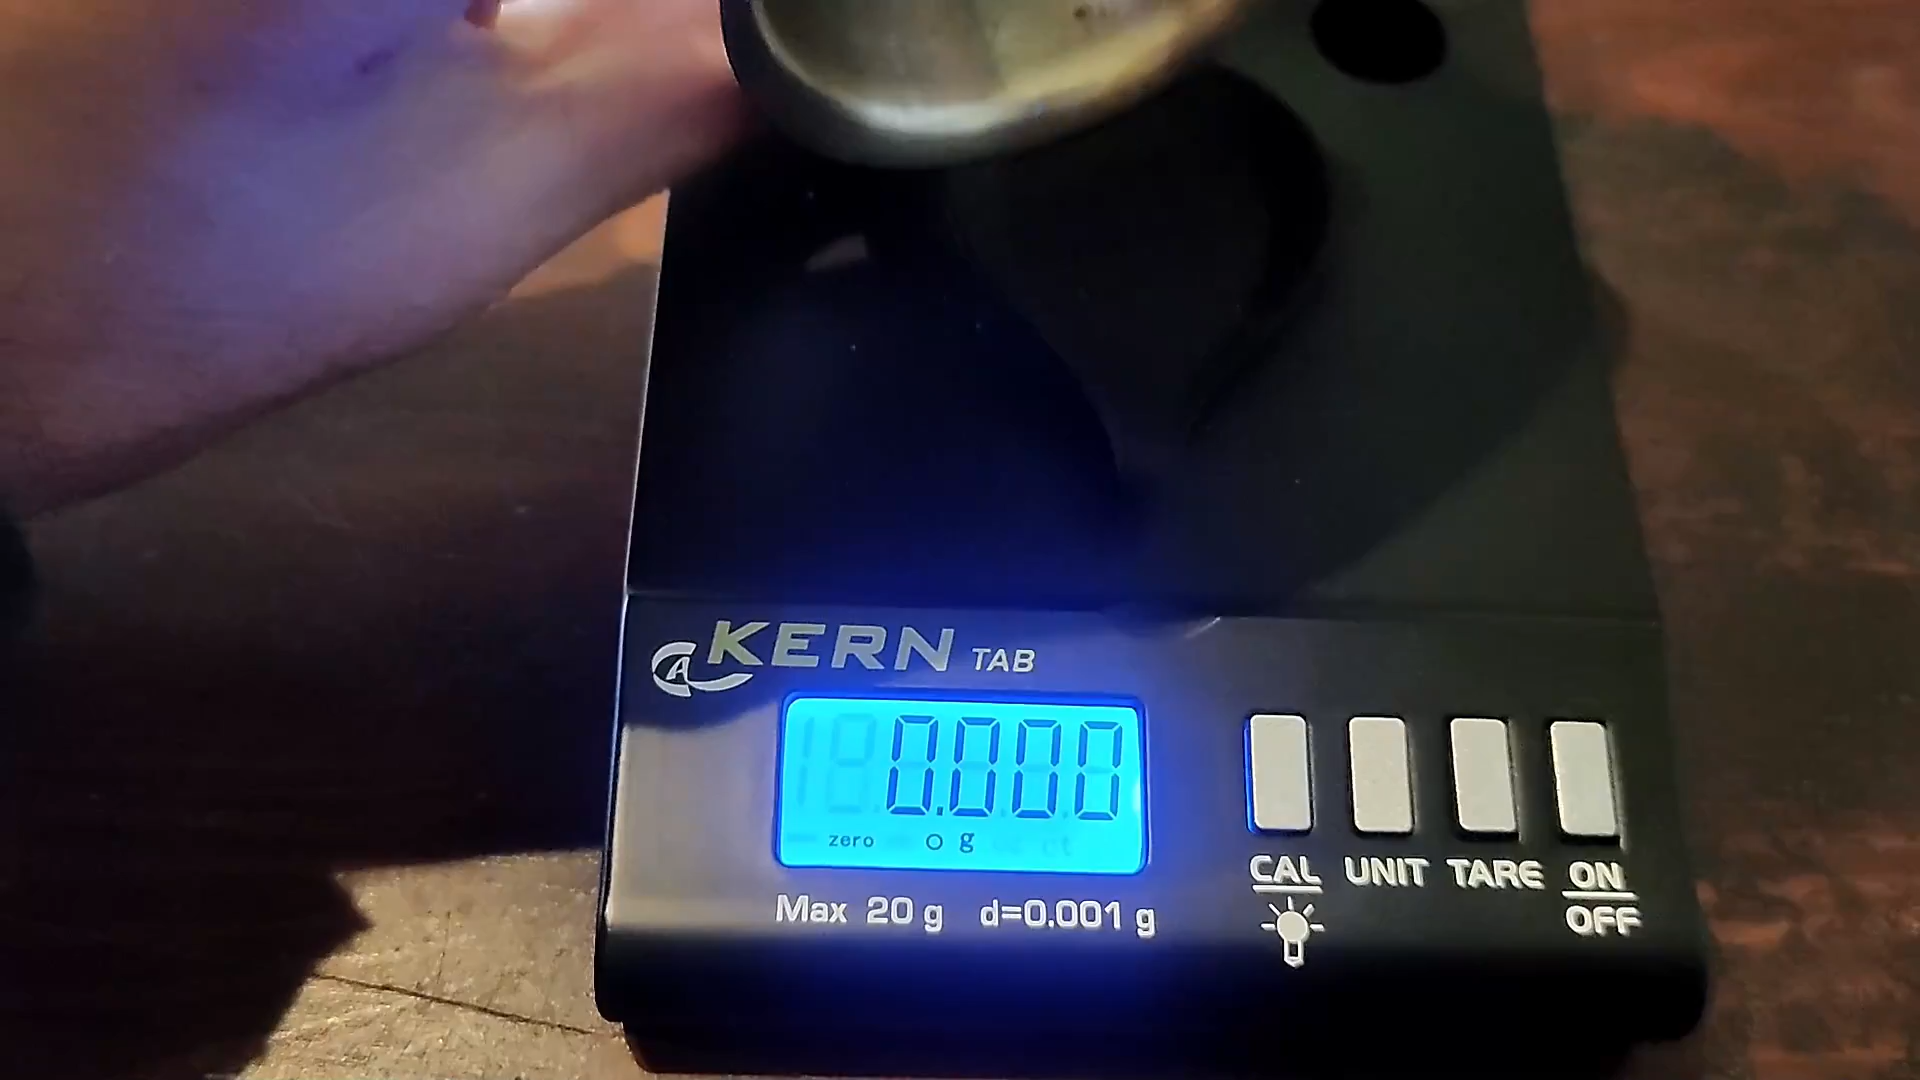 KERN TAB
0.000
zero o g
Max 20 g d=0.001 g
CAL UNIT TARE ON
OFF